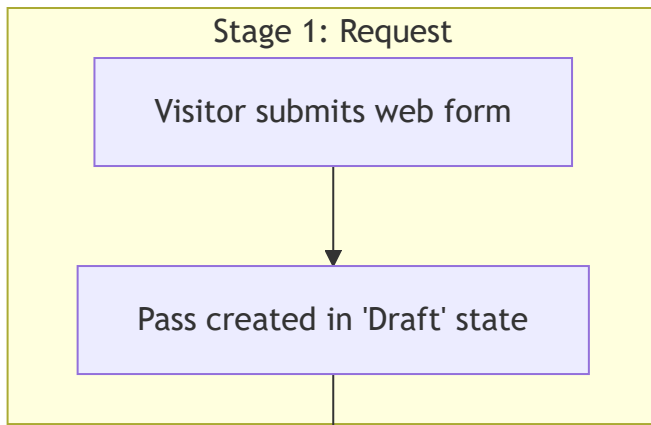 Stage 1: Request
Visitor submits web form
Pass created in 'Draft' state